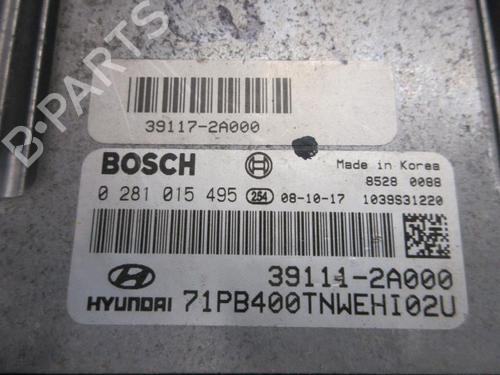 39117-2A000
BOSCH
Made in Korea
8528 0088
0 281 015 495 254 08-10-17 1039S31220
39111-2A000
HYUNDAI 71PB400TNWEHI02U
B-PARTS